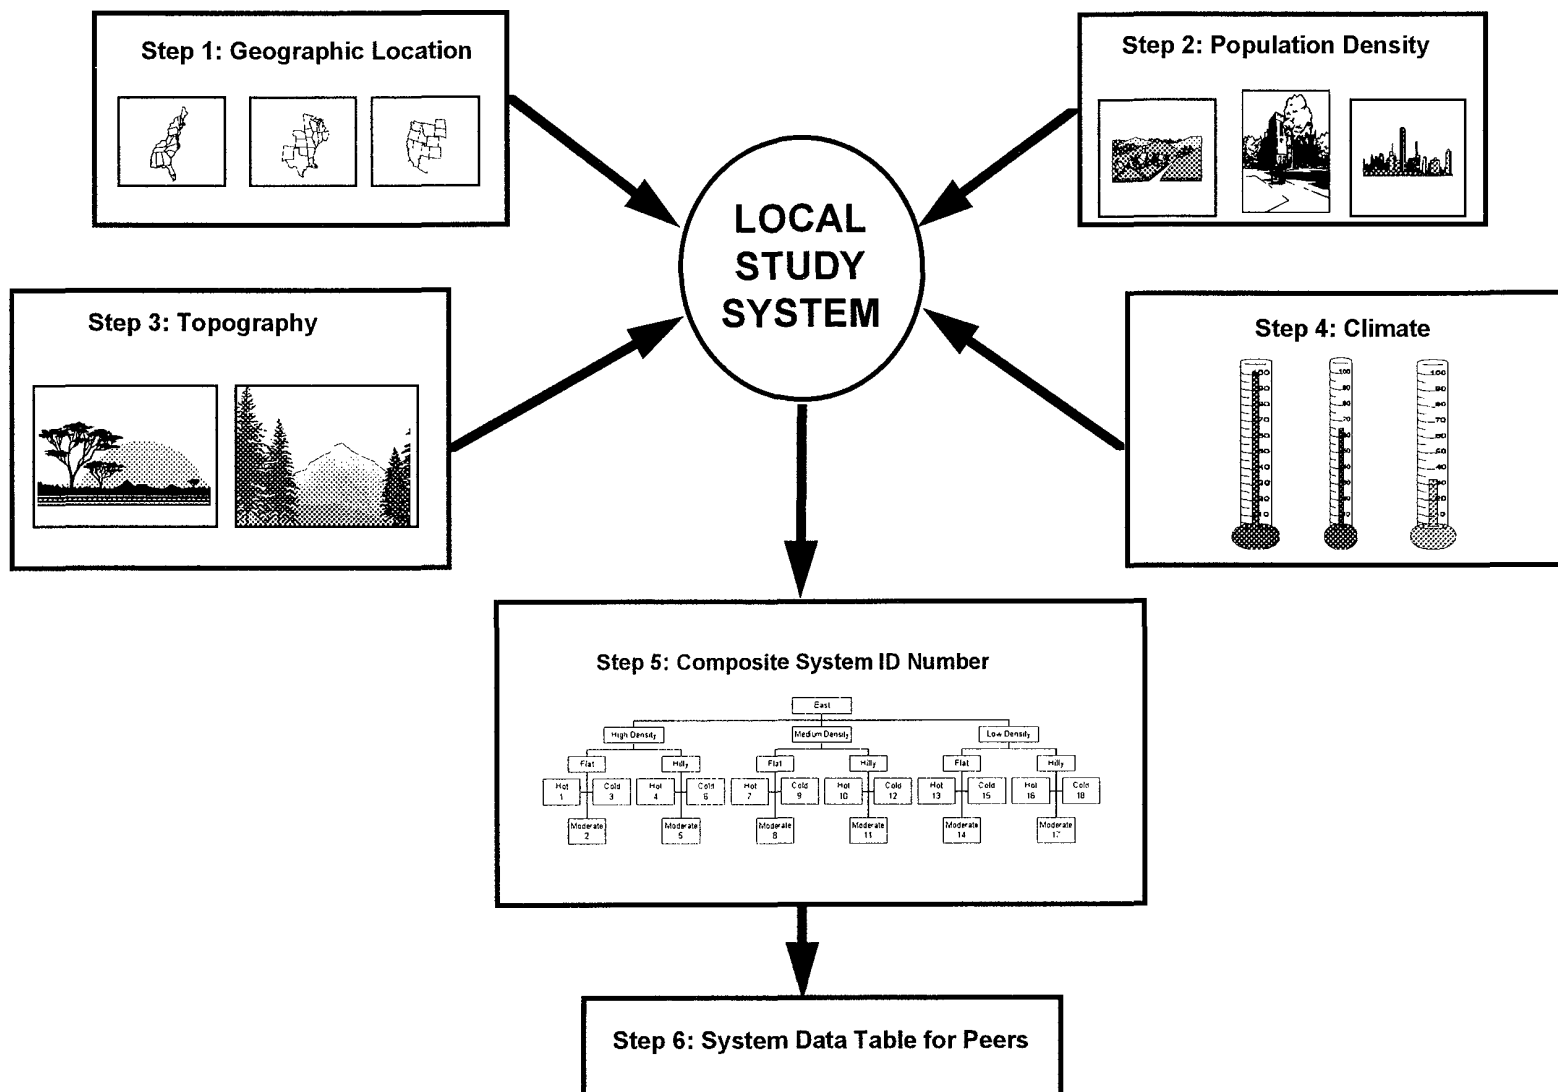 Step 1: Geographic Location
Step 2: Population Density
LOCAL
STUDY
SYSTEM
Step 3: Topography
Step 4: Climate
Step 5: Composite System ID Number
East
High Density
Medium Density
Low Density
Flat
Hilly
Flat
Hilly
Flat
Hilly
Hot
1
Cold
3
Hot
4
Cold
6
Hot
7
Cold
9
Hot
10
Cold
12
Hot
13
Cold
15
Hot
16
Cold
18
Moderate
2
Moderate
5
Moderate
8
Moderate
11
Moderate
14
Moderate
17
Step 6: System Data Table for Peers